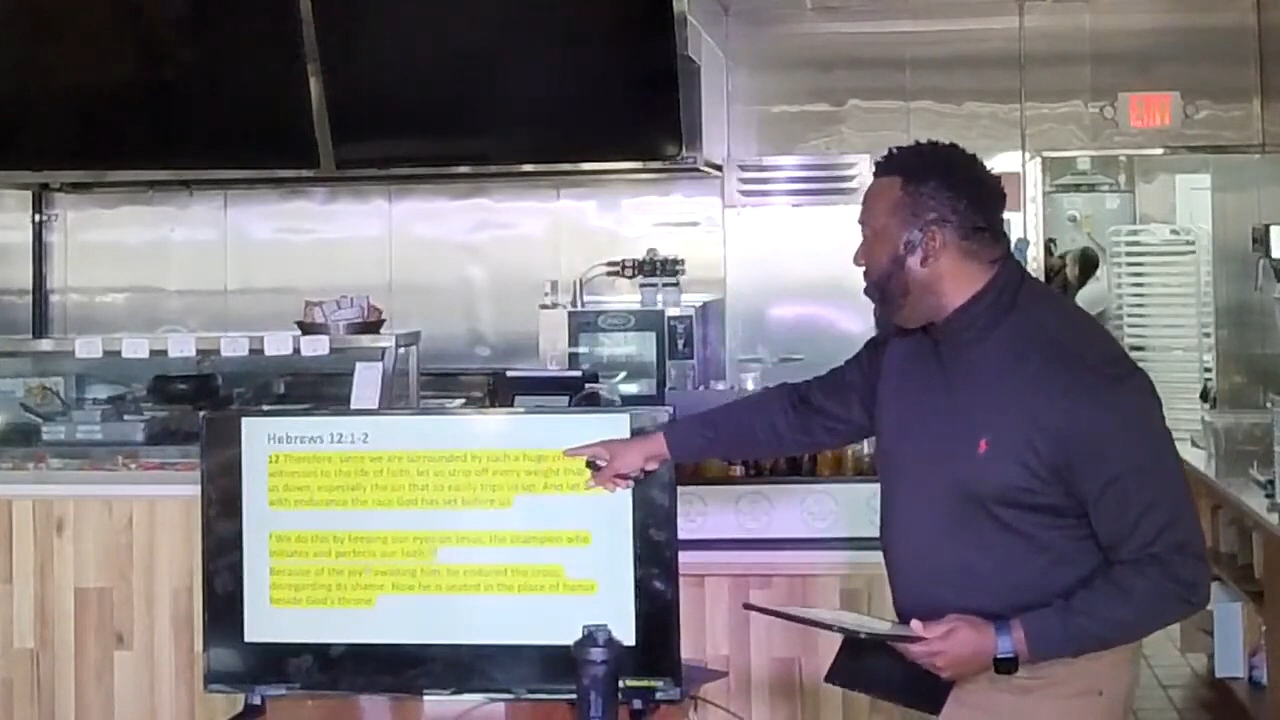 EXIT
Hebrews 12:1-2
12 Therefore, since we are surrounded by such a huge
witnesses to the life of faith, let us strip off every weight that
us down, especially the sin that so easily trips us up. And let
with endurance the race God has set before us.
We do this by keeping our eyes on Jesus, the champion who
initiates and perfects our faith.
Because of the joy awaiting him, he endured the cross,
disregarding its shame. Now he is seated in the place of honor
beside God's throne.